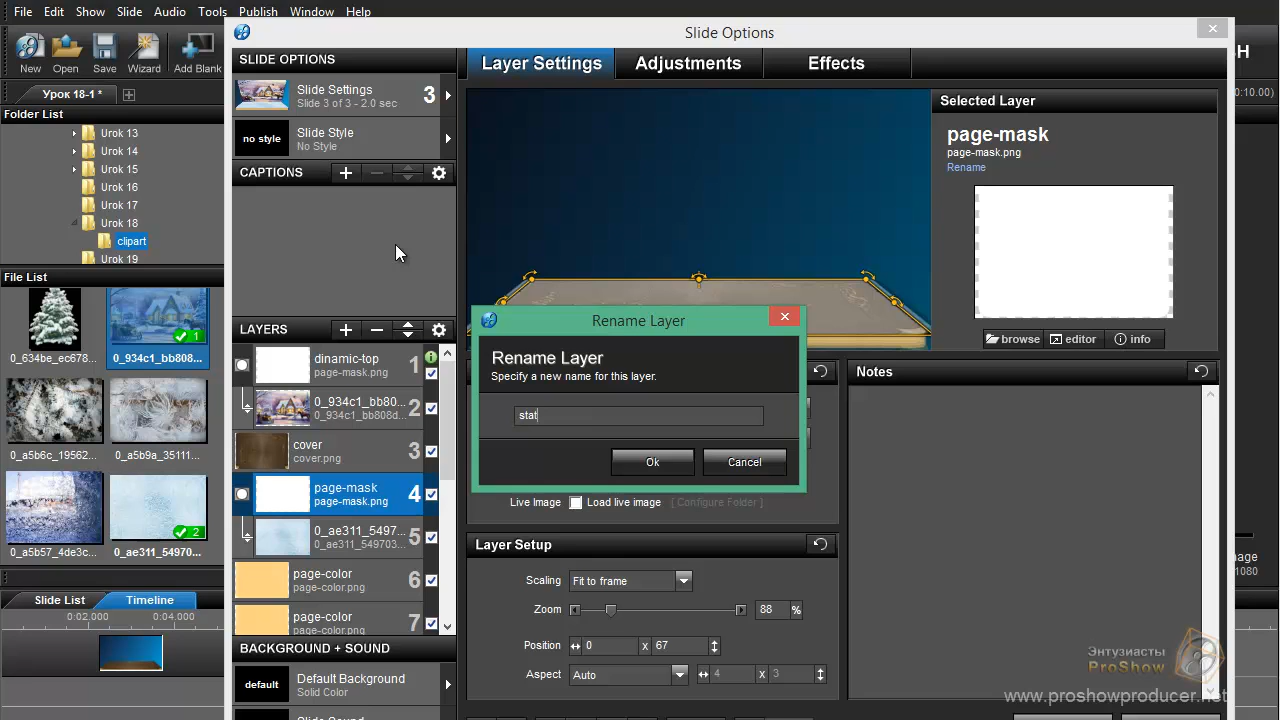 File Edit Show Slide Audio Tools Publish Window Help
Slide Options
New Open Save Wizard Add Blank
SLIDE OPTIONS
Layer Settings Adjustments Effects
Slide Settings
Slide 3 of 3 - 2.0 sec
3
Урок 18-1 *
Folder List
Urok 13
Urok 14
Urok 15
Urok 16
Urok 17
Urok 18
clipart
Urok 19
no style
Slide Style
No Style
CAPTIONS
Selected Layer
page-mask
page-mask.png
Rename
browse editor info
File List
0_634be_ec678...
0_934c1_bb808...
1
0_a5b6c_19562...
0_a5b9a_35111...
0_a5b57_4de3c...
0_ae311_54970...
2
LAYERS
dinamic-top
page-mask.png
1
0_934c1_bb80...
0_934c1_bb808d...
2
cover
cover.png
3
page-mask
page-mask.png
4
0_ae311_5497...
0_ae311_549703...
5
page-color
page-color.png
6
page-color
page-color.png
7
BACKGROUND + SOUND
default
Default Background
Solid Color
Rename Layer
Rename Layer
Specify a new name for this layer.
stat
Ok Cancel
Notes
Live Image Load live image [ Configure Folder ]
Layer Setup
Scaling Fit to frame
Zoom 88 %
Position 0 x 67
Aspect Auto 4 x 3
Slide List Timeline
0:02.000 0:04.000
Энтузиасты
ProShow
www.proshowproducer.net